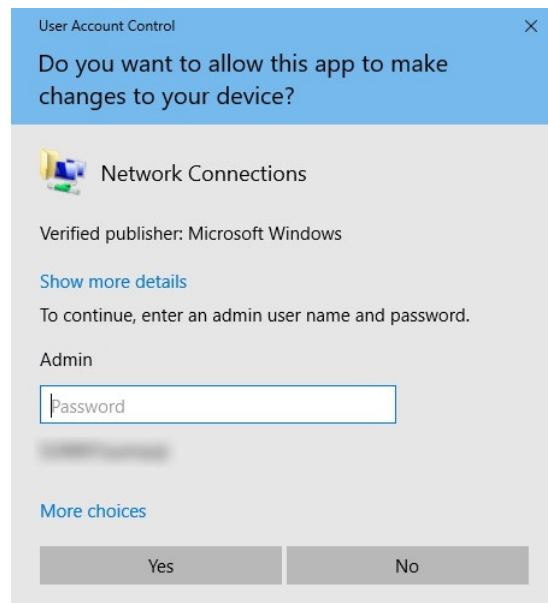 User Account Control
Do you want to allow this app to make
changes to your device?
Network Connections
Verified publisher: Microsoft Windows
Show more details
To continue, enter an admin user name and password.
Admin
Password
More choices
Yes
No